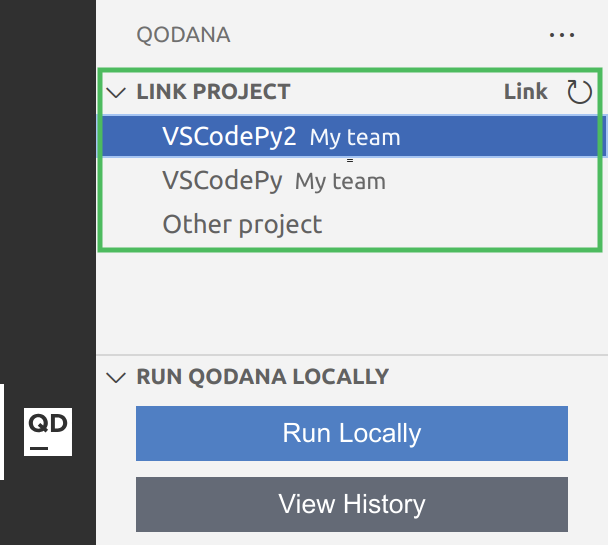 QODANA ...
LINK PROJECT Link
VSCodePy2 My team
VSCodePy My team
Other project
RUN QODANA LOCALLY
QD
Run Locally
View History